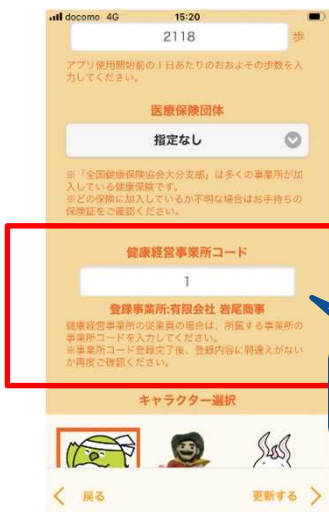 docomo 4G 15:20
2118 歩
アプリ使用開始前の１日あたりのおおよその歩数を入
力してください。
医療保険団体
指定なし
※「全国健康保険協会大分支部」は多くの事業所が加
入している健康保険です。
※どの保険に加入しているか不明な場合はお手持ちの
保険証をご確認ください。
健康経営事業所コード
1
登録事業所:有限会社 岩尾商事
健康経営事業所の従業員の場合は、所属する事業所の
事業所コードを入力してください。
※事業所コード登録完了後、登録内容に間違えがない
か再度ご確認ください。
キャラクター選択
戻る 更新する